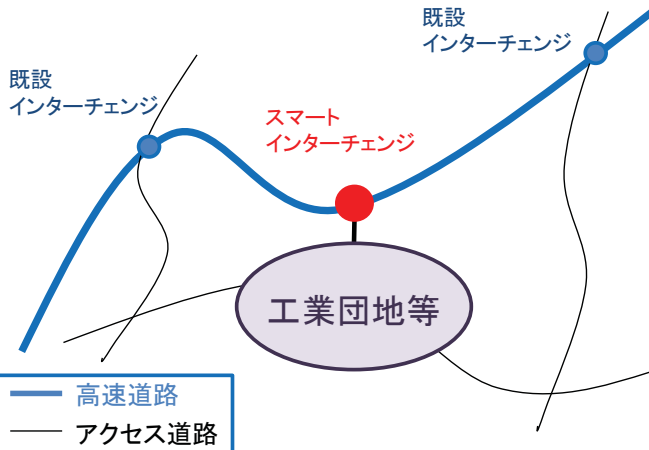 既設
インターチェンジ
既設
インターチェンジ
スマート
インターチェンジ
工業団地等
高速道路
アクセス道路